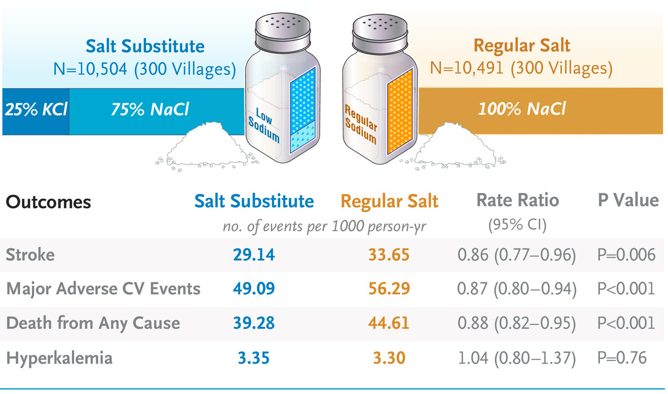 Salt Substitute
N=10,504 (300 Villages)
Regular Salt
N=10,491 (300 Villages)
25% KCl
75% NaCl
Low
Sodium
Regular
Sodium
100% NaCl
Outcomes Salt Substitute Regular Salt Rate Ratio P Value
no. of events per 1000 person-yr (95% CI)
Stroke 29.14 33.65 0.86 (0.77–0.96) P=0.006
Major Adverse CV Events 49.09 56.29 0.87 (0.80–0.94) P<0.001
Death from Any Cause 39.28 44.61 0.88 (0.82–0.95) P<0.001
Hyperkalemia 3.35 3.30 1.04 (0.80–1.37) P=0.76